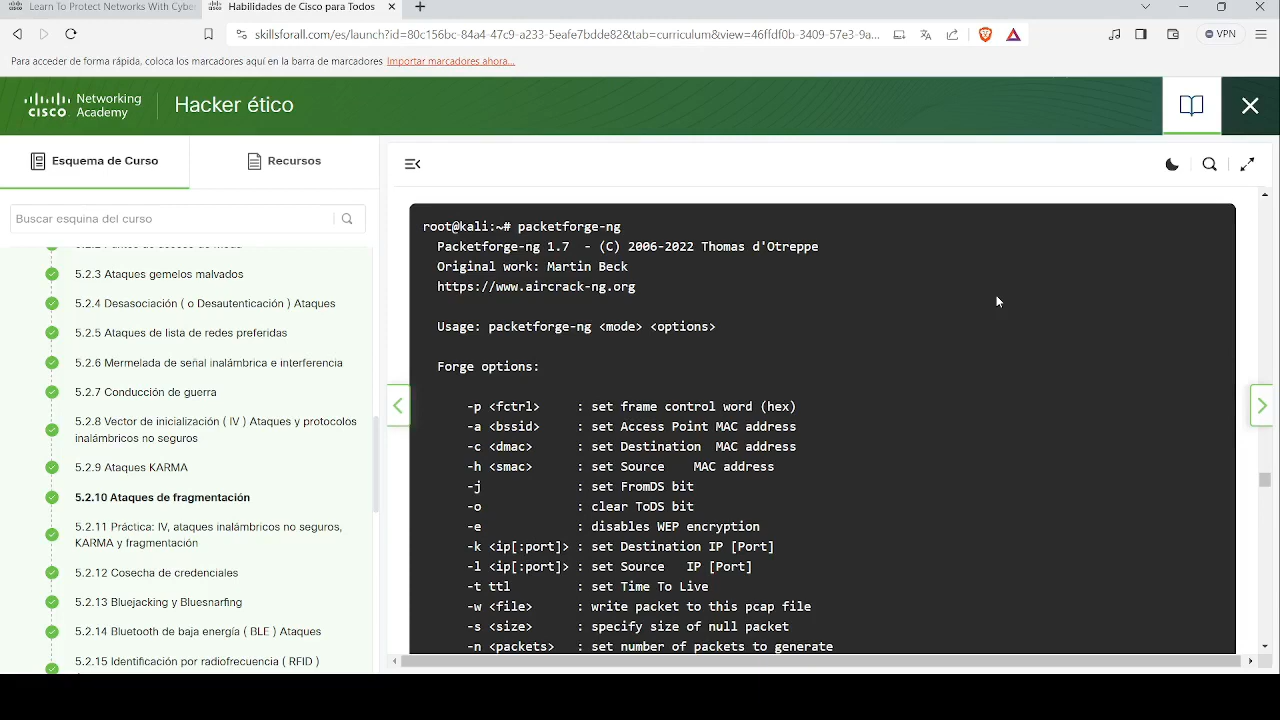 Learn To Protect Networks With Cyber
Habilidades de Cisco para Todos
skillsforall.com/es/launch?id=80c156bc-84a4-47c9-a233-5eafe7bdde82&tab=curriculum&view=46ffdf0b-3409-57e3-9a...
VPN
Para acceder de forma rápida, coloca los marcadores aquí en la barra de marcadores Importar marcadores ahora...
Networking
CISCO Academy
Hacker ético
Esquema de Curso
Recursos
Buscar esquina del curso
5.2.3 Ataques gemelos malvados
5.2.4 Desasociación ( o Desautenticación ) Ataques
5.2.5 Ataques de lista de redes preferidas
5.2.6 Mermelada de señal inalámbrica e interferencia
5.2.7 Conducción de guerra
5.2.8 Vector de inicialización ( IV ) Ataques y protocolos
inalámbricos no seguros
5.2.9 Ataques KARMA
5.2.10 Ataques de fragmentación
5.2.11 Práctica: IV, ataques inalámbricos no seguros,
KARMA y fragmentación
5.2.12 Cosecha de credenciales
5.2.13 Bluejacking y Bluesnarfing
5.2.14 Bluetooth de baja energía ( BLE ) Ataques
5.2.15 Identificación por radiofrecuencia ( RFID )
root@kali:~# packetforge-ng
Packetforge-ng 1.7 - (C) 2006-2022 Thomas d'Otreppe
Original work: Martin Beck
https://www.aircrack-ng.org
Usage: packetforge-ng <mode> <options>
Forge options:
-p <fctrl> : set frame control word (hex)
-a <bssid> : set Access Point MAC address
-c <dmac> : set Destination MAC address
-h <smac> : set Source MAC address
-j : set FromDS bit
-o : clear ToDS bit
-e : disables WEP encryption
-k <ip[:port]> : set Destination IP [Port]
-l <ip[:port]> : set Source IP [Port]
-t ttl : set Time To Live
-w <file> : write packet to this pcap file
-s <size> : specify size of null packet
-n <packets> : set number of packets to generate